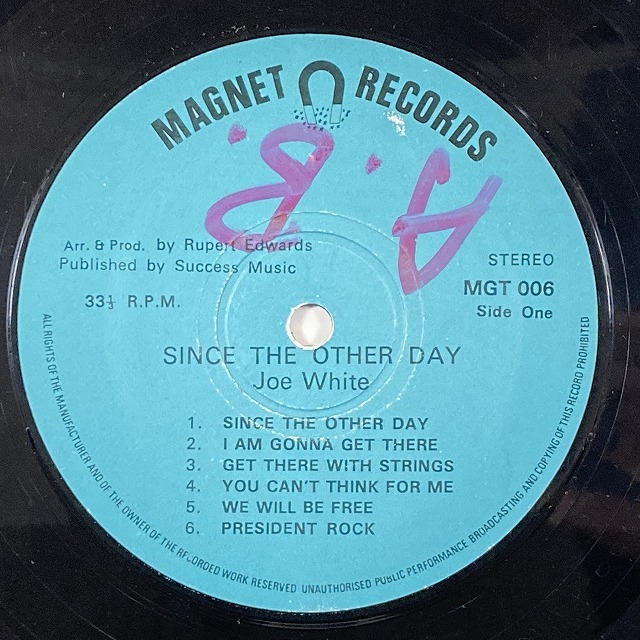 MAGNET RECORDS
Arr. & Prod. by Rupert Edwards
Published by Success Music
33⅓ R.P.M.
STEREO
MGT 006
Side One
SINCE THE OTHER DAY
Joe White
1. SINCE THE OTHER DAY
2. I AM GONNA GET THERE
3. GET THERE WITH STRINGS
4. YOU CAN'T THINK FOR ME
5. WE WILL BE FREE
6. PRESIDENT ROCK
ALL RIGHTS OF THE MANUFACTURER AND OF THE OWNER OF THE RECORDED WORK RESERVED UNAUTHORISED PUBLIC PERFORMANCE BROADCASTING AND COPYING OF THIS RECORD PROHIBITED